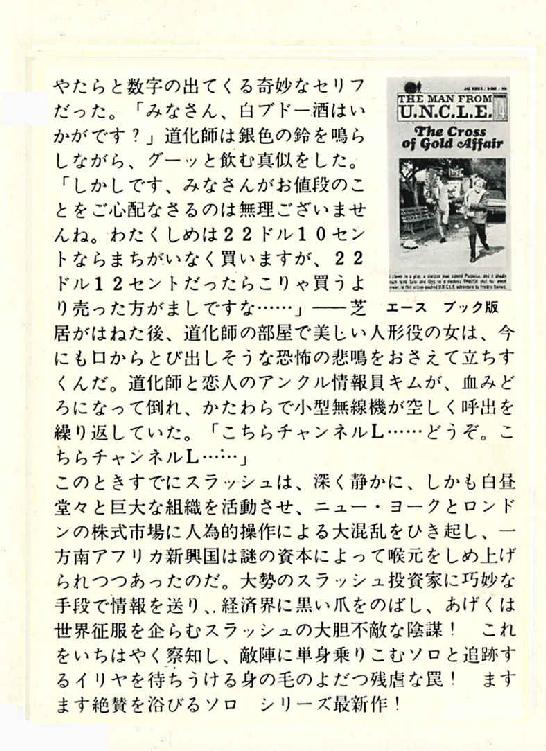 やたらと数字の出てくる奇妙なセリフ
だった。「みなさん、白ブドー酒はい
かがです?」道化師は銀色の鈴を鳴ら
しながら、グーッと飲む真似をした。
「しかしです、みなさんがお値段のこ
とをご心配なさるのは無理ございませ
んね。わたくしめは22ドル10セン
トならまちがいなく買いますが、22
ドル12セントだったらこりゃ買うよ
り売った方がましですな……」――芝
居がはねた後、道化師の部屋で美しい人形役の女は、今
にも口からとび出しそうな恐怖の悲鳴をおさえて立ちす
くんだ。道化師と恋人のアンクル情報員キムが、血みど
ろになって倒れ、かたわらで小型無線機が空しく呼出を
繰り返していた。「こちらチャンネルL……どうぞ。こ
ちらチャンネルL……」
このときすでにスラッシュは、深く静かに、しかも白昼
堂々と巨大な組織を活動させ、ニュー・ヨークとロンド
ンの株式市場に人為的操作による大混乱をひき起し、一
方南アフリカ新興国は謎の資本によって喉元をしめ上げ
られつつあったのだ。大勢のスラッシュ投資家に巧妙な
手段で情報を送り、経済界に黒い爪をのばし、あげくは
世界征服を企らむスラッシュの大胆不敵な陰謀! これ
をいちはやく察知し、敵陣に単身乗りこむソロと追跡す
るイリヤを待ちうける身の毛のよだつ残虐な罠! ます
ます絶賛を浴びるソロ シリーズ最新作!
THE MAN FROM
U.N.C.L.E.
The Cross
of Gold Affair
エース ブック版